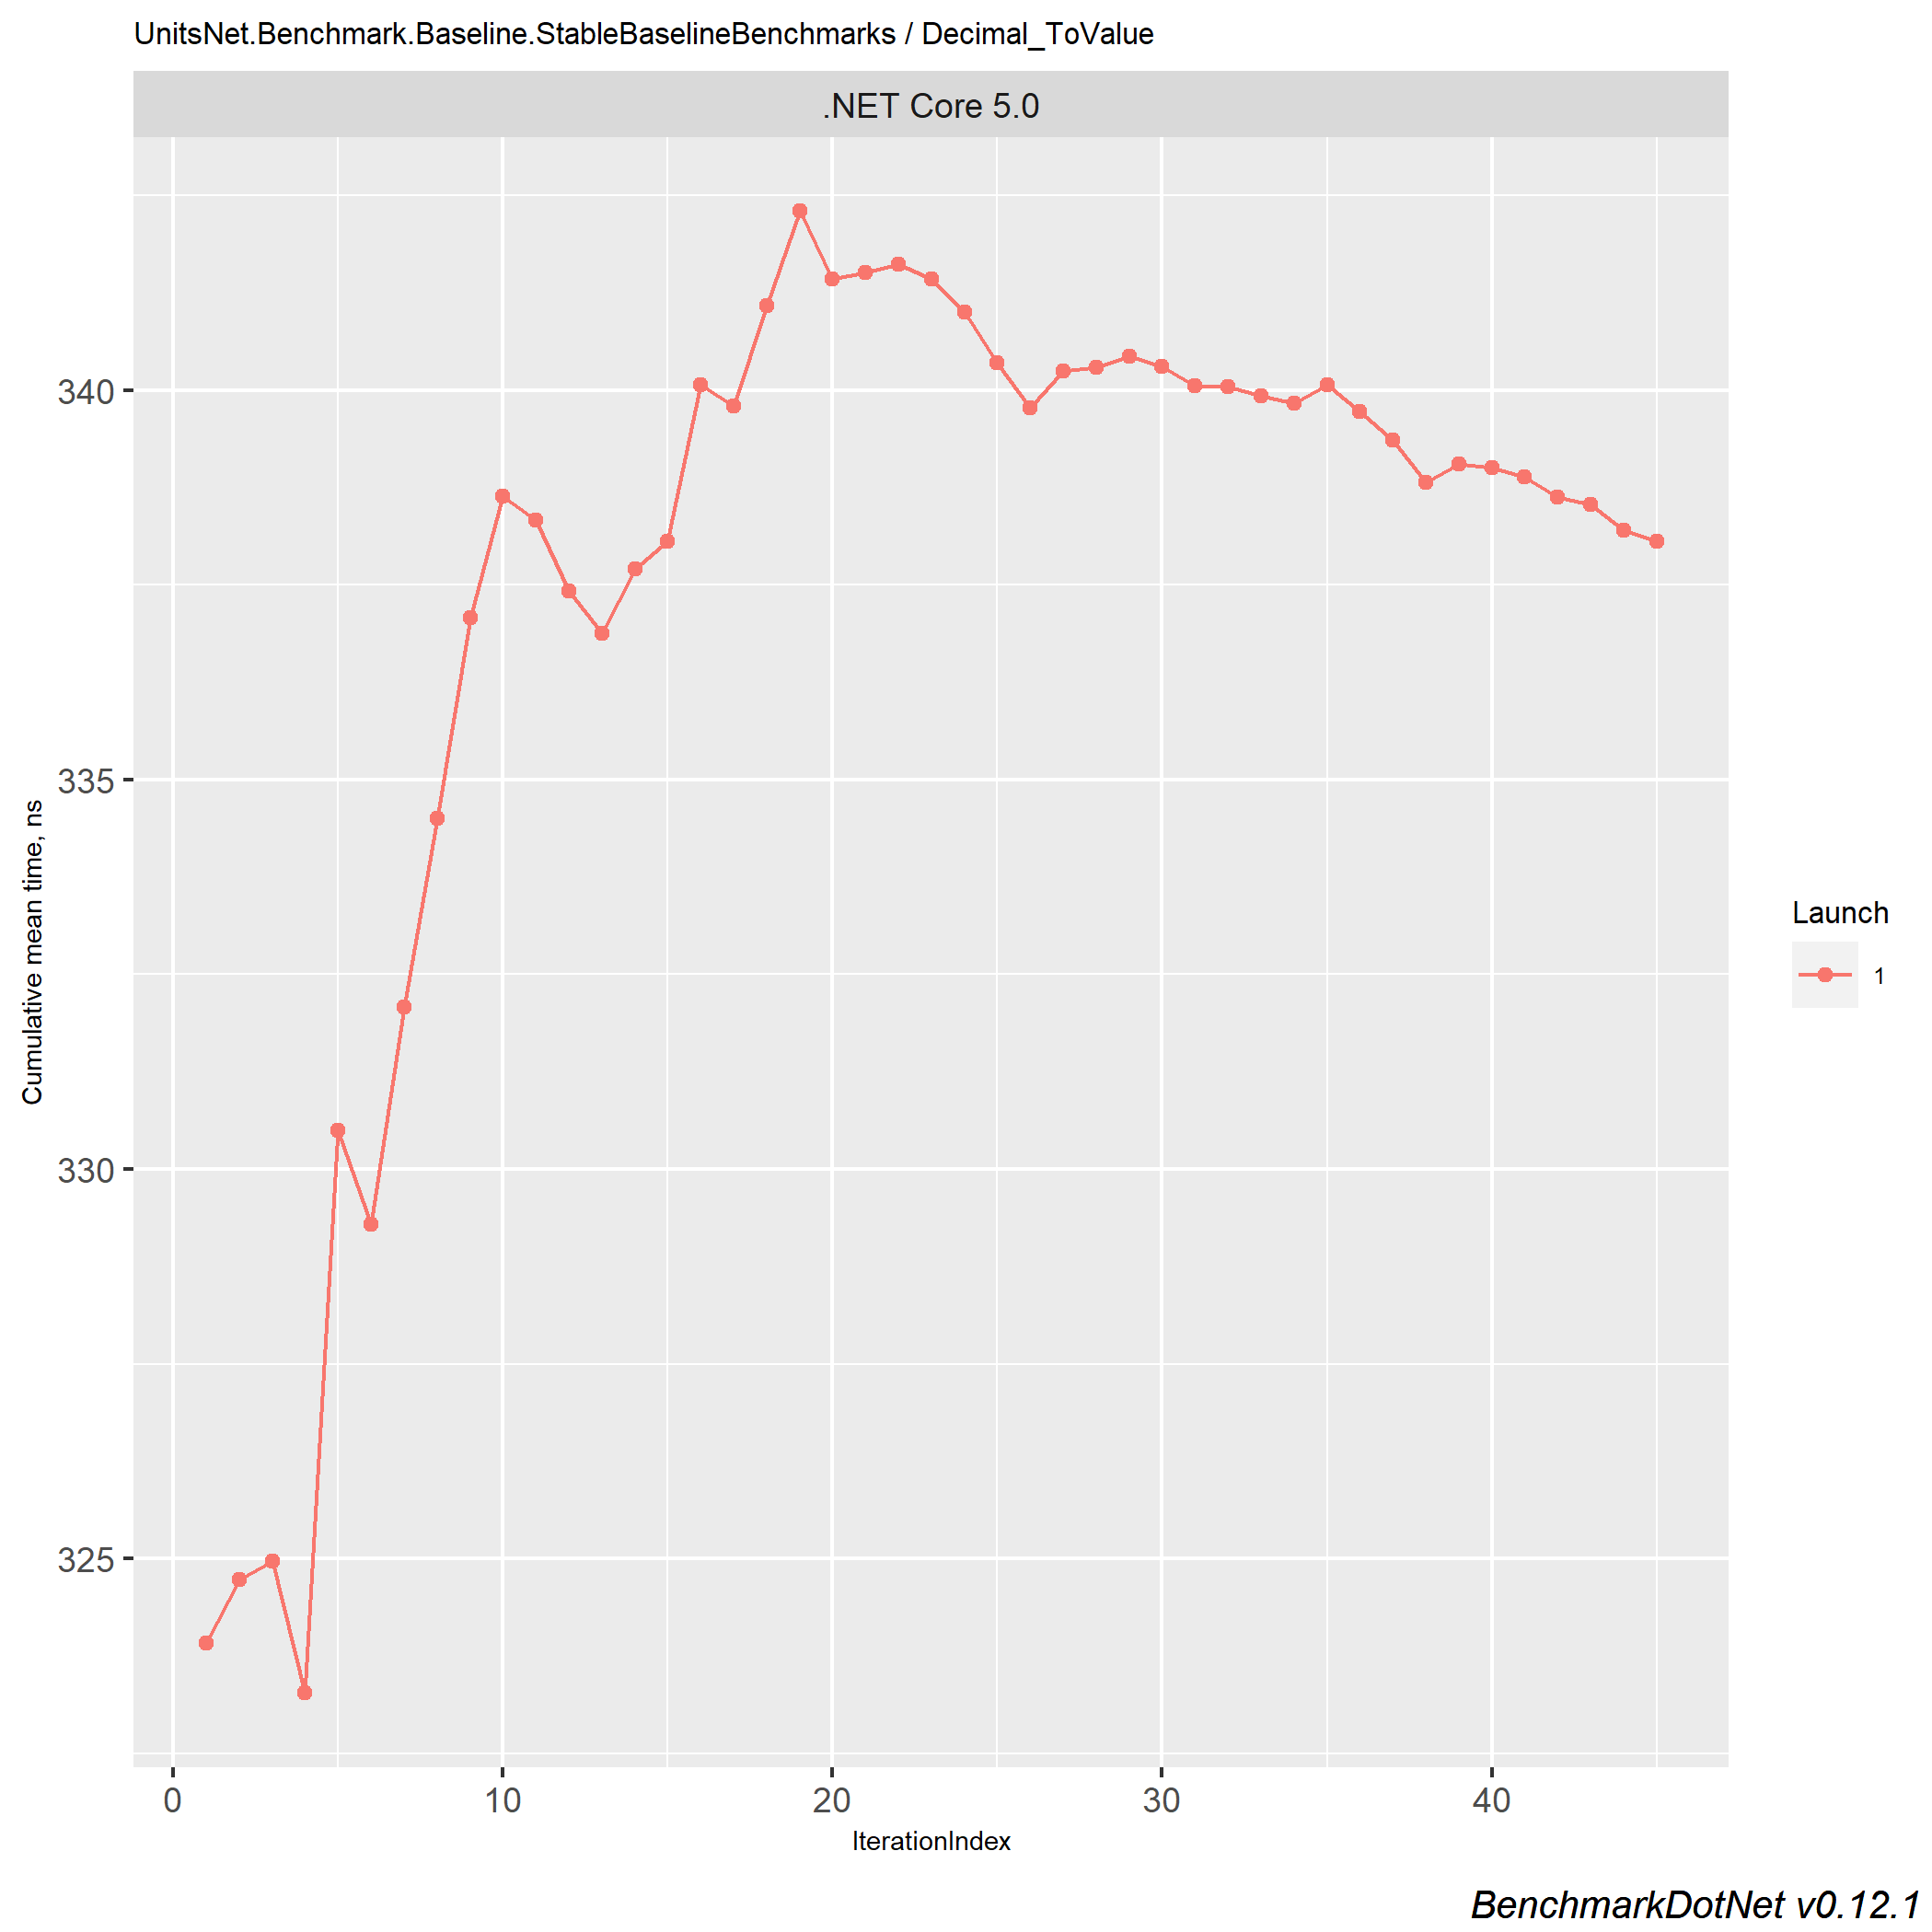 UnitsNet.Benchmark.Baseline.StableBaselineBenchmarks / Decimal_ToValue
.NET Core 5.0
340
335
330
325
Cumulative mean time, ns
0 10 20 30 40
IterationIndex
Launch
1
BenchmarkDotNet v0.12.1